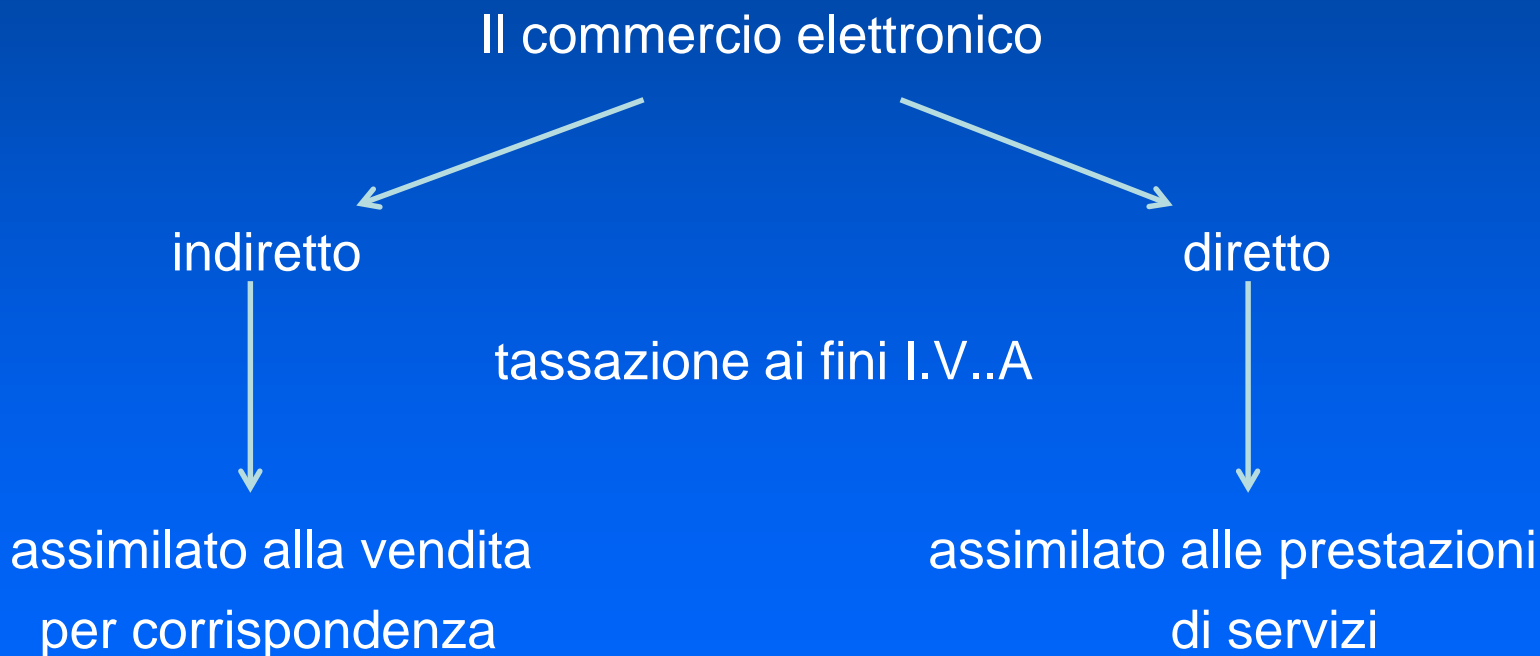 Il commercio elettronico
indiretto
diretto
tassazione ai fini I.V..A
assimilato alla vendita
per corrispondenza
assimilato alle prestazioni
di servizi